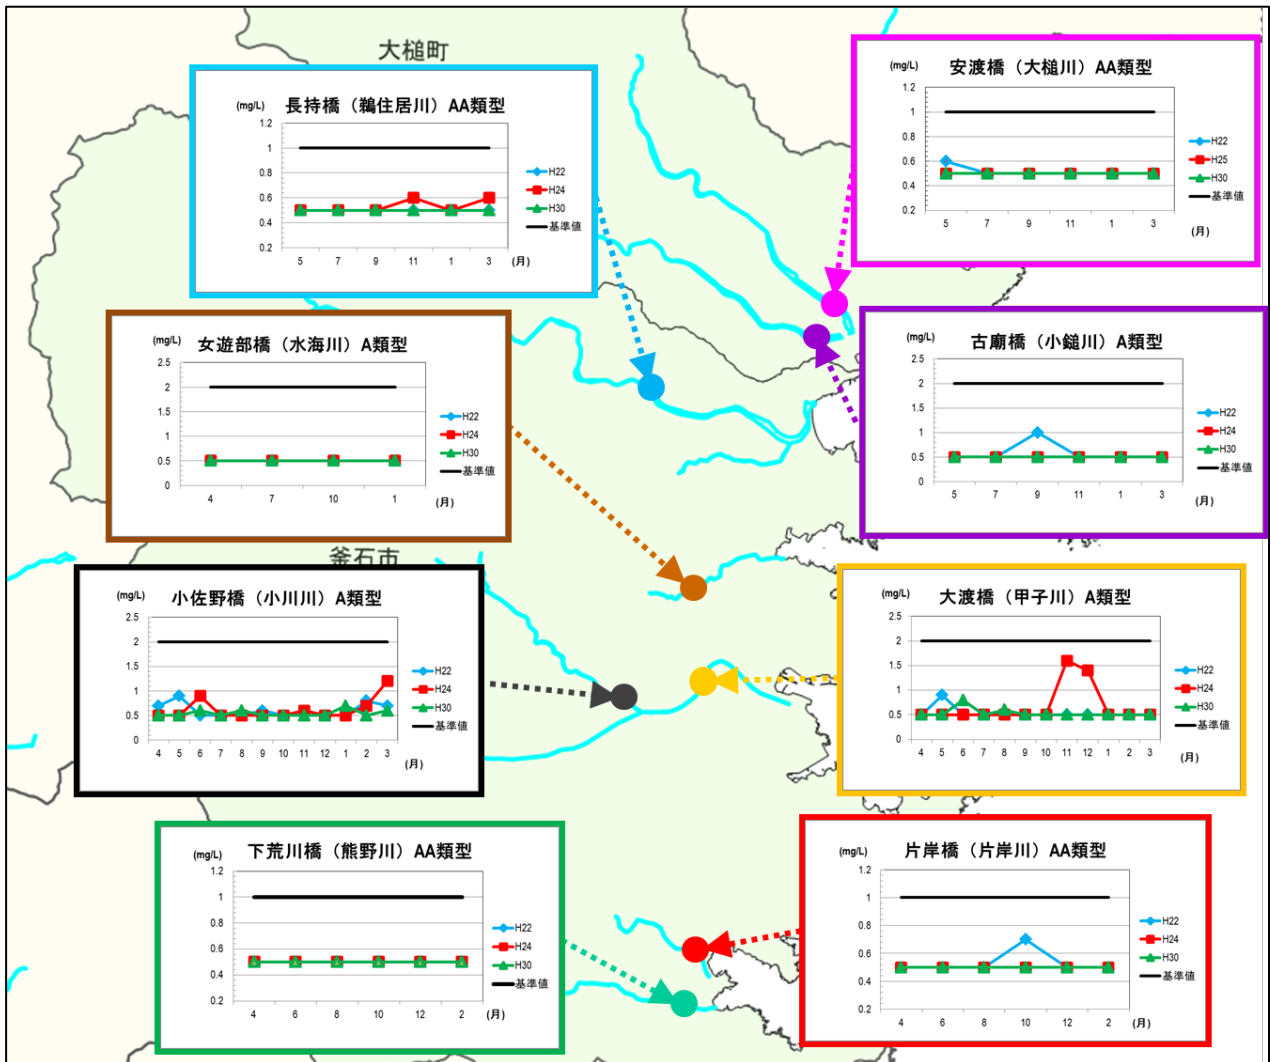 大槌町
釜石市
長持橋（鵜住居川）AA類型
(mg/L)
1.2
1
0.8
0.6
0.4
0.2
5 7 9 11 1 3 (月)
H22
H24
H30
基準値
安渡橋（大槌川）AA類型
(mg/L)
1.2
1
0.8
0.6
0.4
0.2
5 7 9 11 1 3
(月)
H22
H25
H30
基準値
女遊部橋（水海川）A類型
(mg/L)
2.5
2
1.5
1
0.5
0
4 7 10 1
(月)
H22
H24
H30
基準値
古廟橋（小鎚川）A類型
(mg/L)
2.5
2
1.5
1
0.5
0
5 7 9 11 1 3
(月)
H22
H24
H30
基準値
小佐野橋（小川川）A類型
(mg/L)
2.5
2
1.5
1
0.5
0
4 5 6 7 8 9 10 11 12 1 2 3
(月)
H22
H24
H30
基準値
大渡橋（甲子川）A類型
(mg/L)
2.5
2
1.5
1
0.5
0
4 5 6 7 8 9 10 11 12 1 2 3
(月)
H22
H24
H30
基準値
下荒川橋（熊野川）AA類型
(mg/L)
1.2
1
0.8
0.6
0.4
0.2
4 6 8 10 12 2 (月)
H22
H24
H30
基準値
片岸橋（片岸川）AA類型
(mg/L)
1.2
1
0.8
0.6
0.4
0.2
4 6 8 10 12 2 (月)
H22
H24
H30
基準値